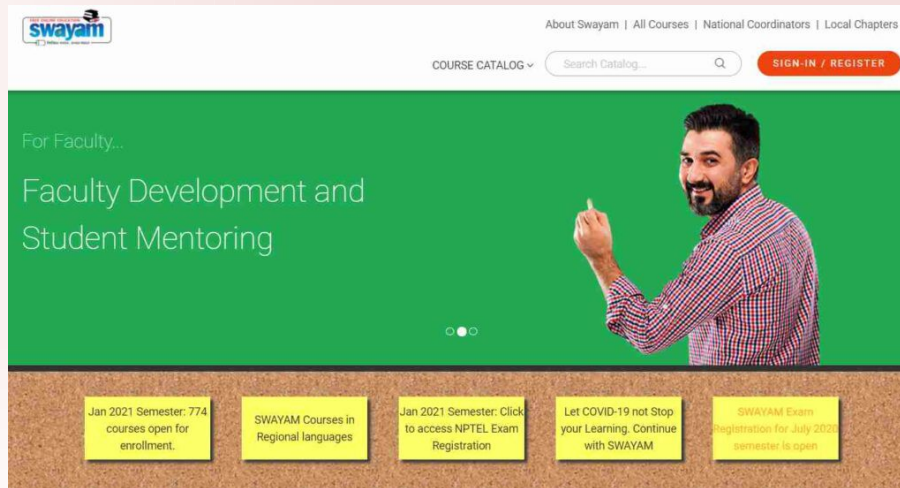 swayam
About Swayam | All Courses | National Coordinators | Local Chapters
COURSE CATALOG
Search Catalog...
SIGN-IN / REGISTER
For Faculty...
Faculty Development and
Student Mentoring
Jan 2021 Semester: 774
courses open for
enrollment.
SWAYAM Courses in
Regional languages
Jan 2021 Semester: Click
to access NPTEL Exam
Registration
Let COVID-19 not Stop
your Learning. Continue
with SWAYAM
SWAYAM Exam
Registration for July 2020
semester is open